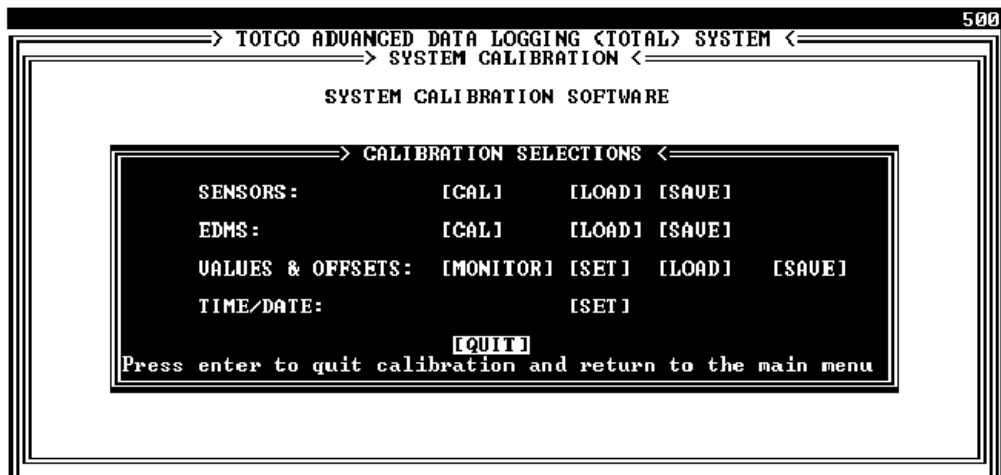 500
> TOTCO ADVANCED DATA LOGGING (TOTAL) SYSTEM <
> SYSTEM CALIBRATION <
SYSTEM CALIBRATION SOFTWARE
> CALIBRATION SELECTIONS <
SENSORS: [CAL] [LOAD] [SAVE]
EDMS: [CAL] [LOAD] [SAVE]
VALUES & OFFSETS: [MONITOR] [SET] [LOAD] [SAVE]
TIME/DATE: [SET]
[QUIT]
Press enter to quit calibration and return to the main menu